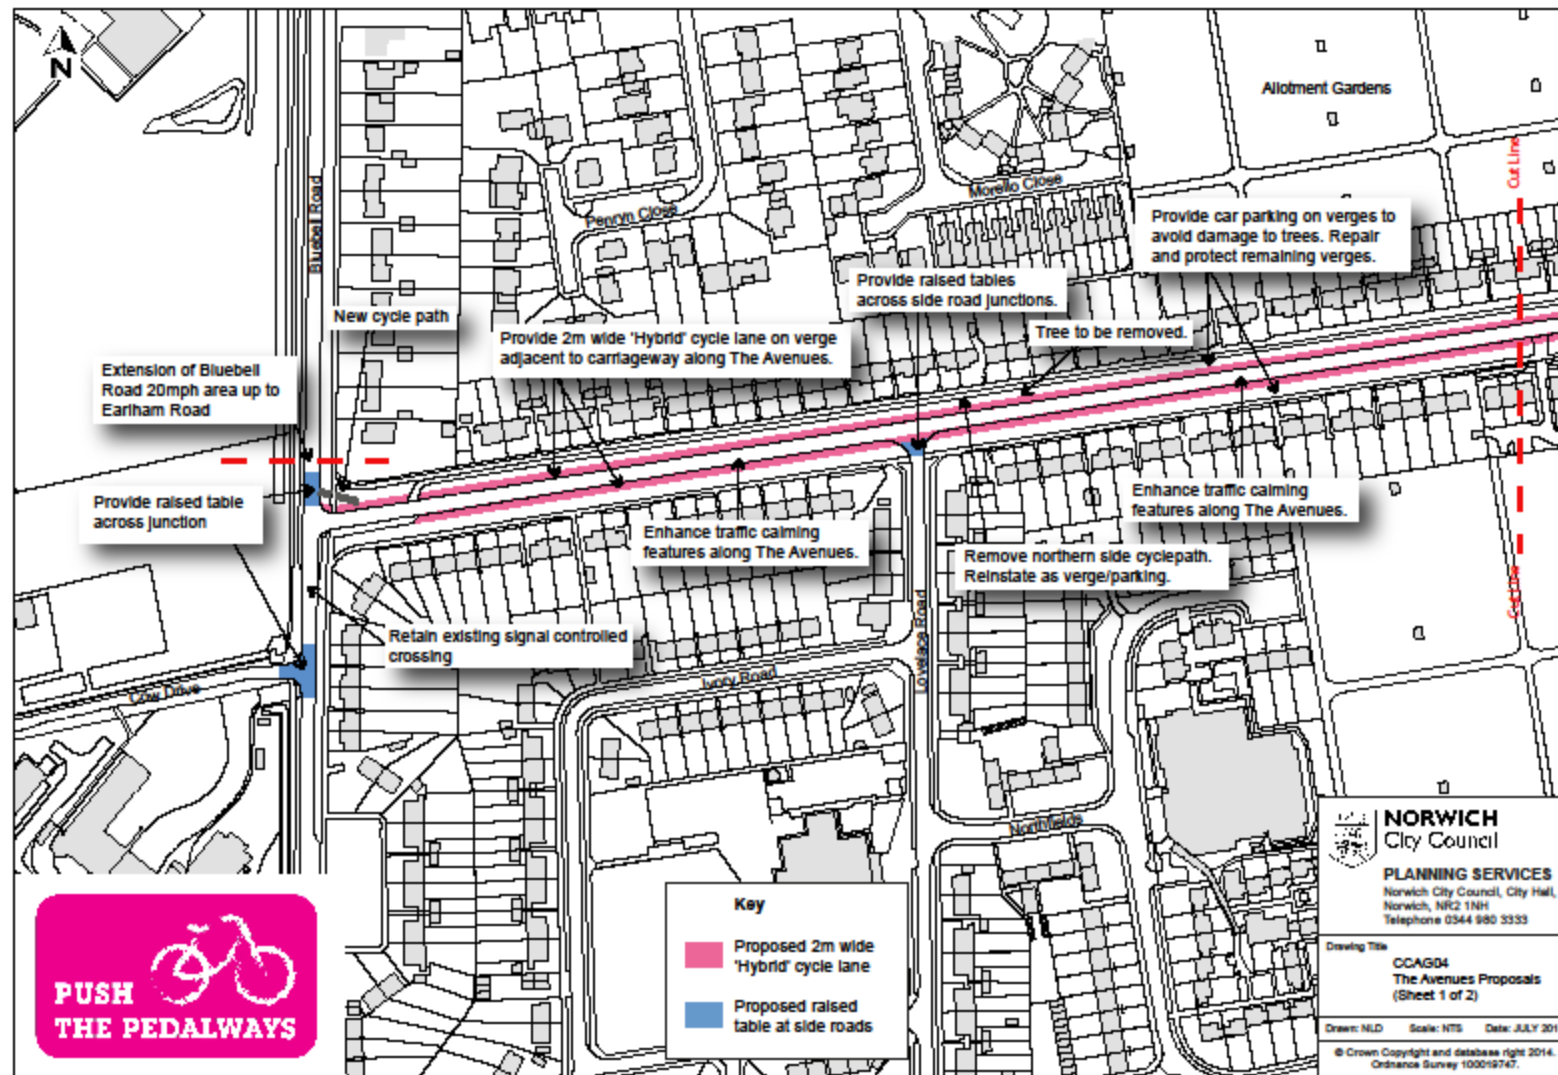 N
Allotment Gardens
Cut Line
Morello Close
Penryn Close
Bluebell Road
Provide car parking on verges to
avoid damage to trees. Repair
and protect remaining verges.
Provide raised tables
across side road junctions.
New cycle path
Provide 2m wide 'Hybrid' cycle lane on verge
adjacent to carriageway along The Avenues.
Tree to be removed.
Extension of Bluebell
Road 20mph area up to
Earlham Road
Provide raised table
across junction
Enhance traffic calming
features along The Avenues.
Enhance traffic calming
features along The Avenues.
Remove northern side cyclepath.
Reinstate as verge/parking.
Cut Line
Retain existing signal controlled
crossing
Lovelace Road
Ivory Road
Cow Drive
Northfields
PUSH
THE PEDALWAYS
Key
Proposed 2m wide
'Hybrid' cycle lane
Proposed raised
table at side roads
NORWICH
City Council
PLANNING SERVICES
Norwich City Council, City Hall,
Norwich, NR2 1NH
Telephone 0344 980 3333
Drawing Title
CCAG04
The Avenues Proposals
(Sheet 1 of 2)
Drawn: NLD Scale: NTS Date: JULY 201
© Crown Copyright and database right 2014.
Ordnance Survey 100019747.